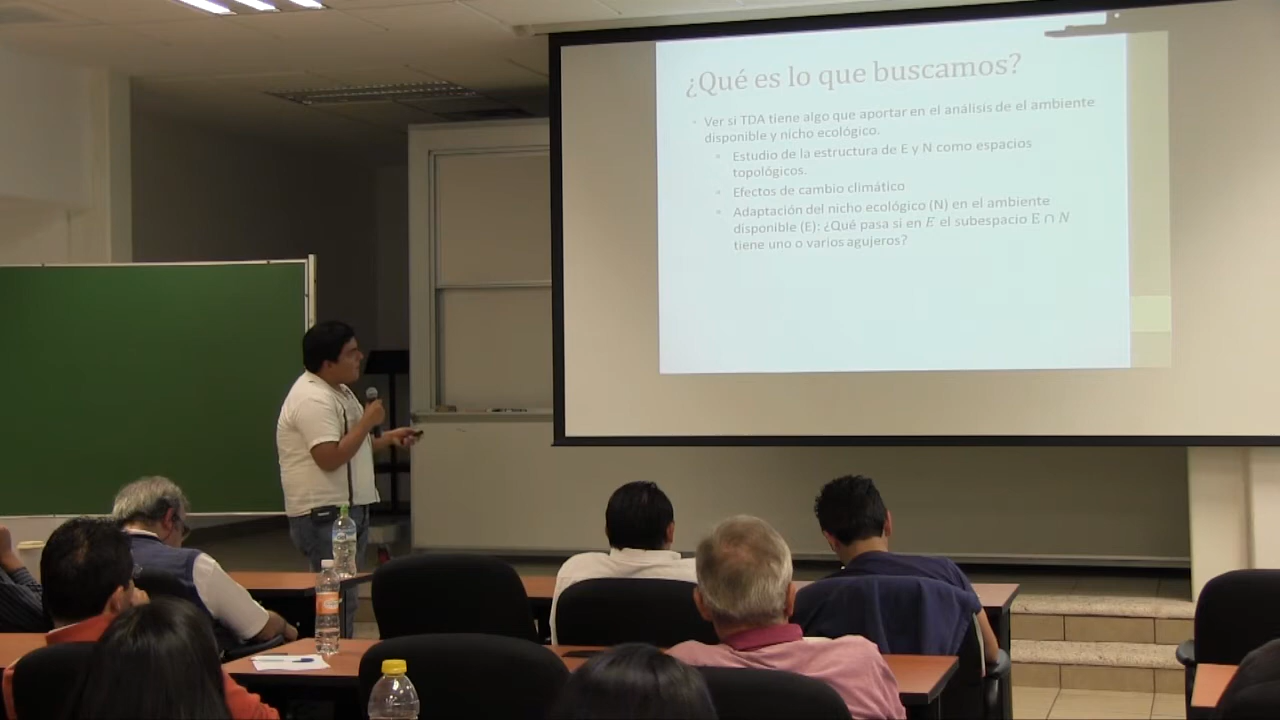 ¿Qué es lo que buscamos?
Ver si TDA tiene algo que aportar en el análisis de el ambiente
disponible y nicho ecológico.
Estudio de la estructura de E y N como espacios
topológicos.
Efectos de cambio climático
Adaptación del nicho ecológico (N) en el ambiente
disponible (E): ¿Qué pasa si en E el subespacio E ∩ N
tiene uno o varios agujeros?